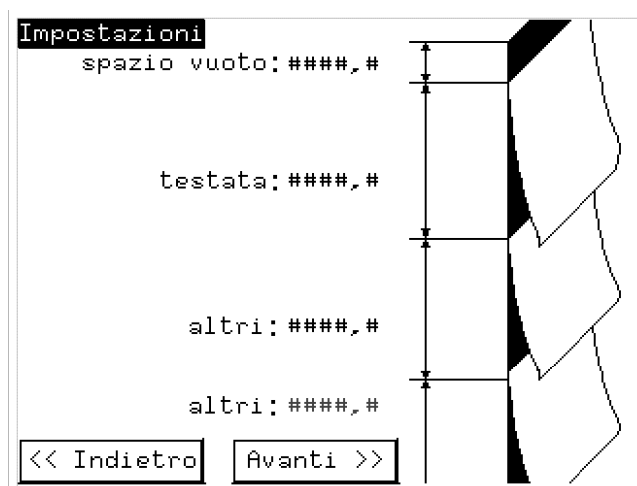 Impostazioni
spazio vuoto:####,#
testata:####,#
altri:####,#
altri:####,#
<< Indietro
Avanti >>